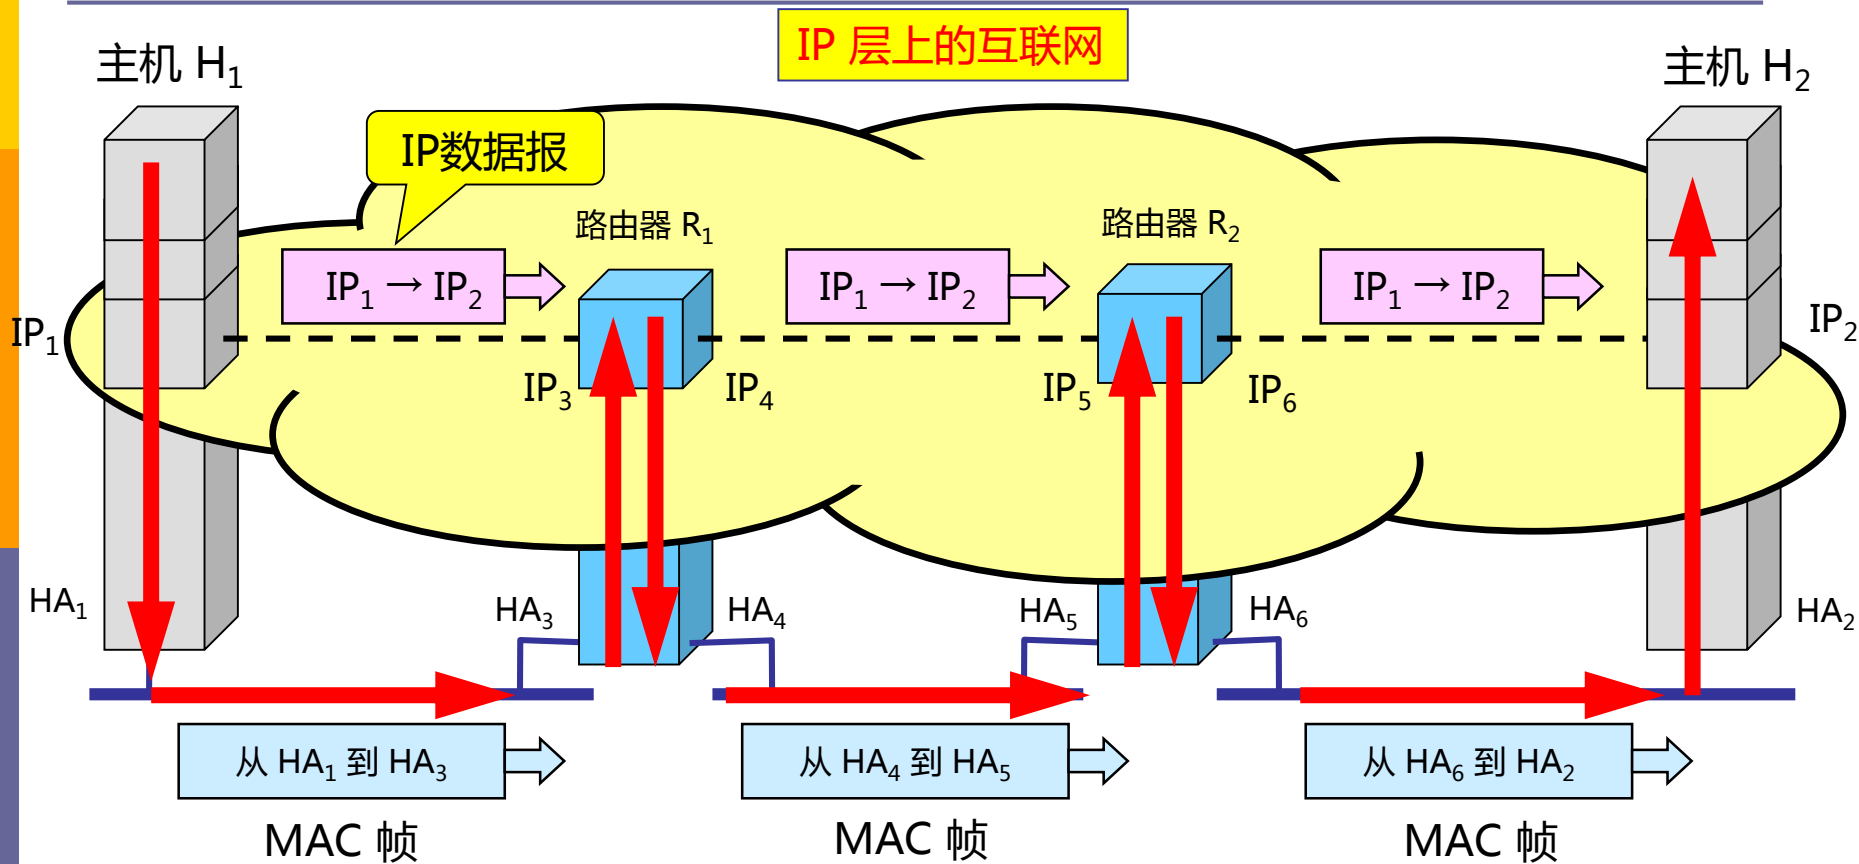 IP 层上的互联网
主机 H1
主机 H2
IP数据报
路由器 R1
路由器 R2
IP1 → IP2
IP1 → IP2
IP1 → IP2
IP1
IP2
IP3
IP4
IP5
IP6
HA1
HA3
HA4
HA5
HA6
HA2
从 HA1 到 HA3
从 HA4 到 HA5
从 HA6 到 HA2
MAC 帧
MAC 帧
MAC 帧